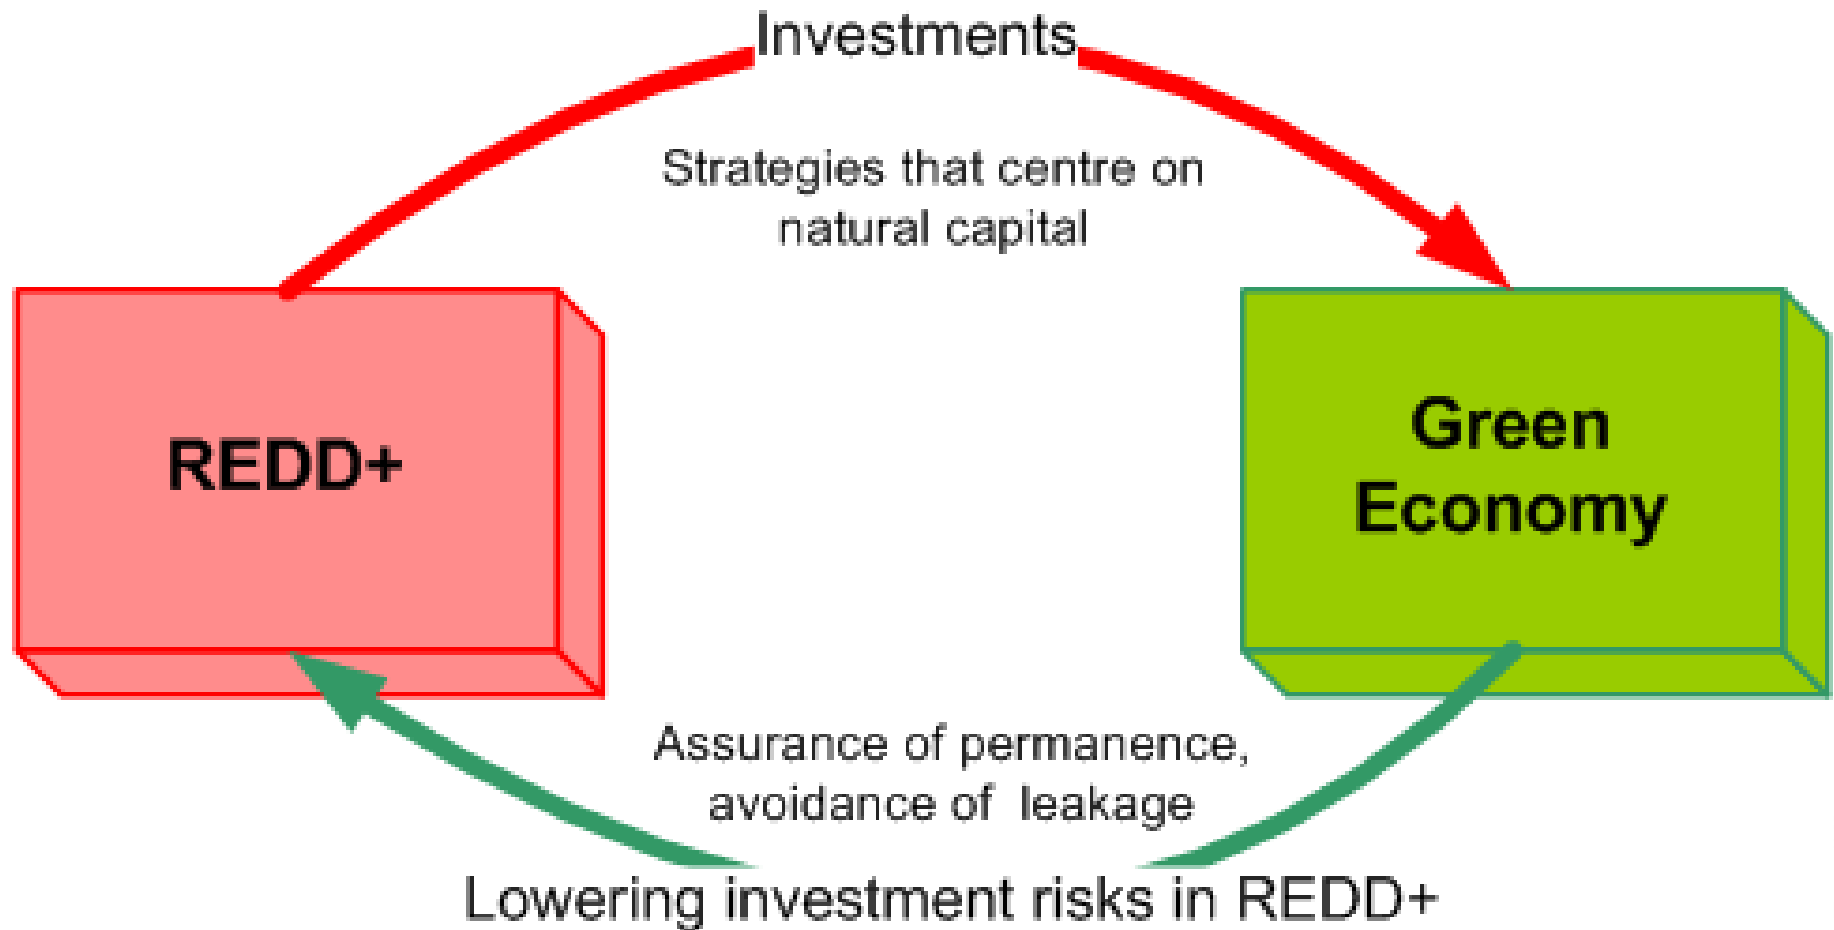 Investments
Strategies that centre on
natural capital
REDD+
Green
Economy
Assurance of permanence,
avoidance of leakage
Lowering investment risks in REDD+